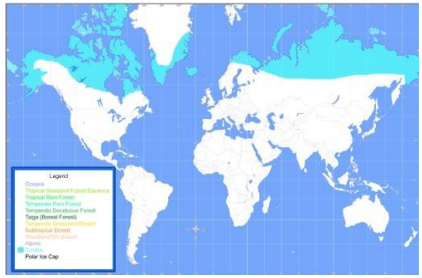 Legend
Oceans
Tropical Seasonal Forest/Savanna
Tropical Rain Forest
Temperate Rain Forest
Temperate Deciduous Forest
Taiga (Boreal Forest)
Subtropical Desert
Alpine
Tundra
Polar Ice Cap